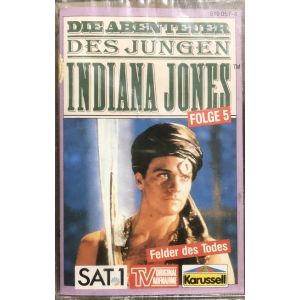 DIE ABENTEUER
DES JUNGEN
INDIANA JONES™
FOLGE 5
Felder des Todes
SAT 1
TV ORIGINAL
AUFNAHME
Karussell